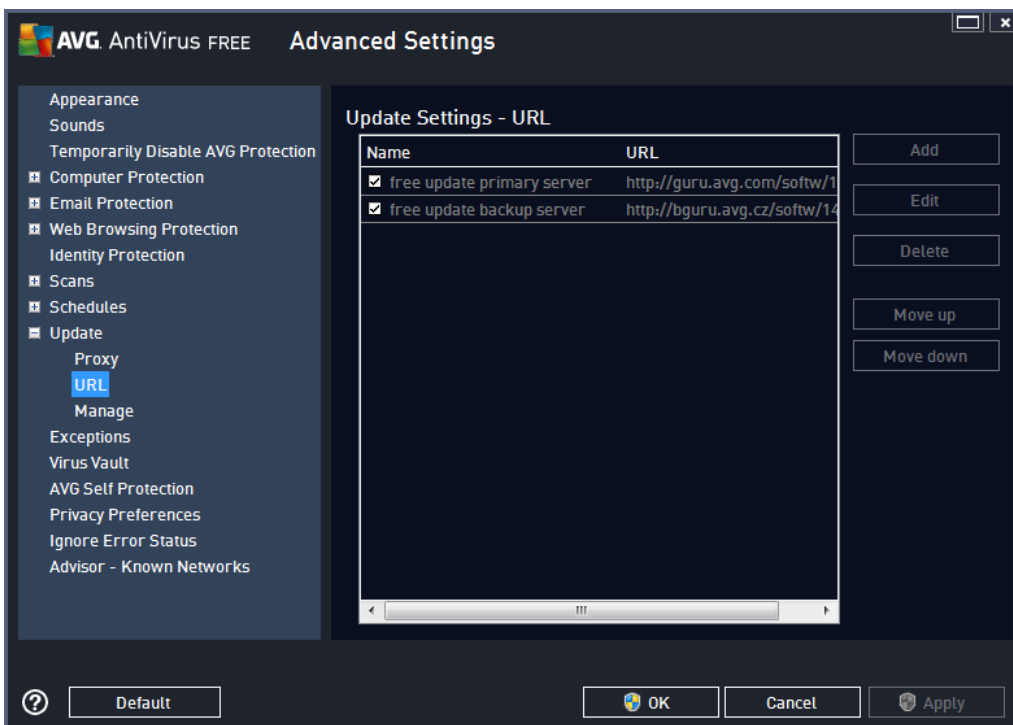 AVG. AntiVirus FREE Advanced Settings
Appearance
Sounds
Temporarily Disable AVG Protection
Computer Protection
Email Protection
Web Browsing Protection
Identity Protection
Scans
Schedules
Update
Proxy
URL
Manage
Exceptions
Virus Vault
AVG Self Protection
Privacy Preferences
Ignore Error Status
Advisor - Known Networks
Update Settings - URL
Name URL
free update primary server http://guru.avg.com/softw/1
free update backup server http://bguru.avg.cz/softw/14
Add
Edit
Delete
Move up
Move down
? Default OK Cancel Apply